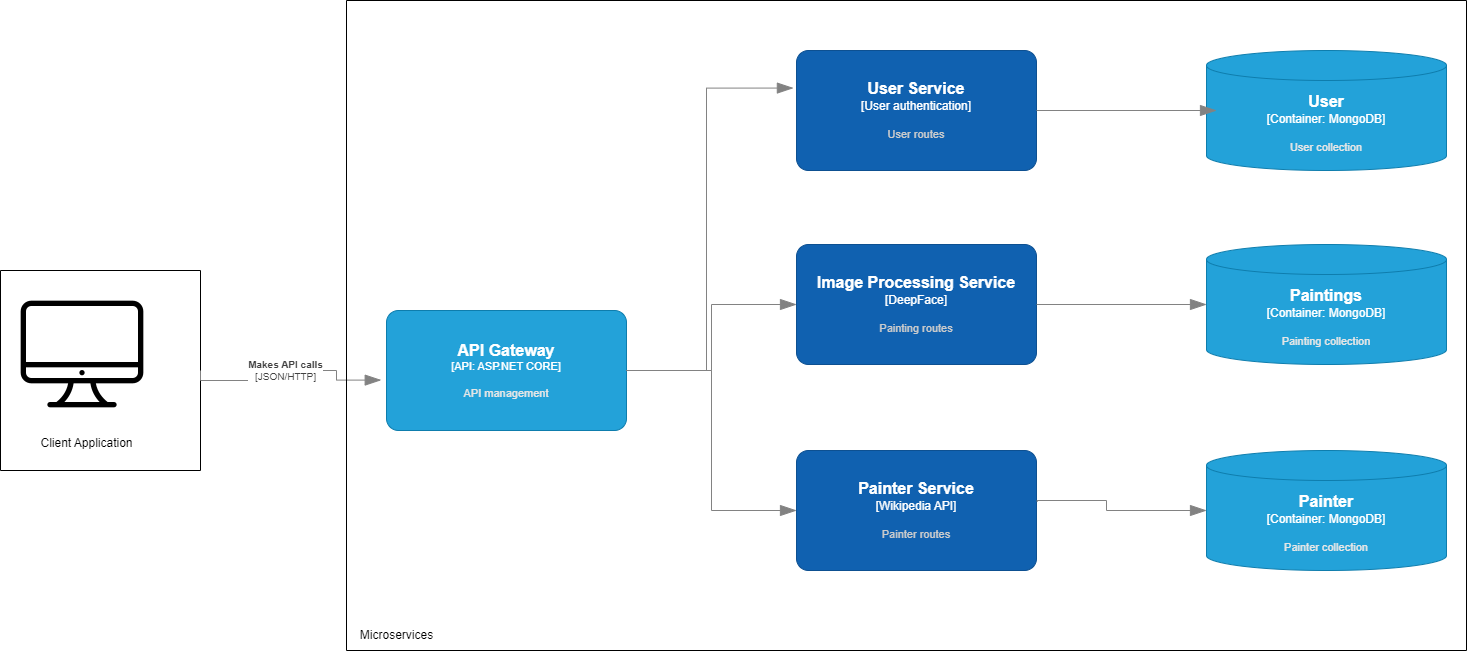 User Service
[User authentication]
User routes
User
[Container: MongoDB]
User collection
Image Processing Service
[DeepFace]
Painting routes
Paintings
[Container: MongoDB]
Painting collection
Client Application
Makes API calls
[JSON/HTTP]
API Gateway
[API: ASP.NET CORE]
API management
Painter Service
[Wikipedia API]
Painter routes
Painter
[Container: MongoDB]
Painter collection
Microservices